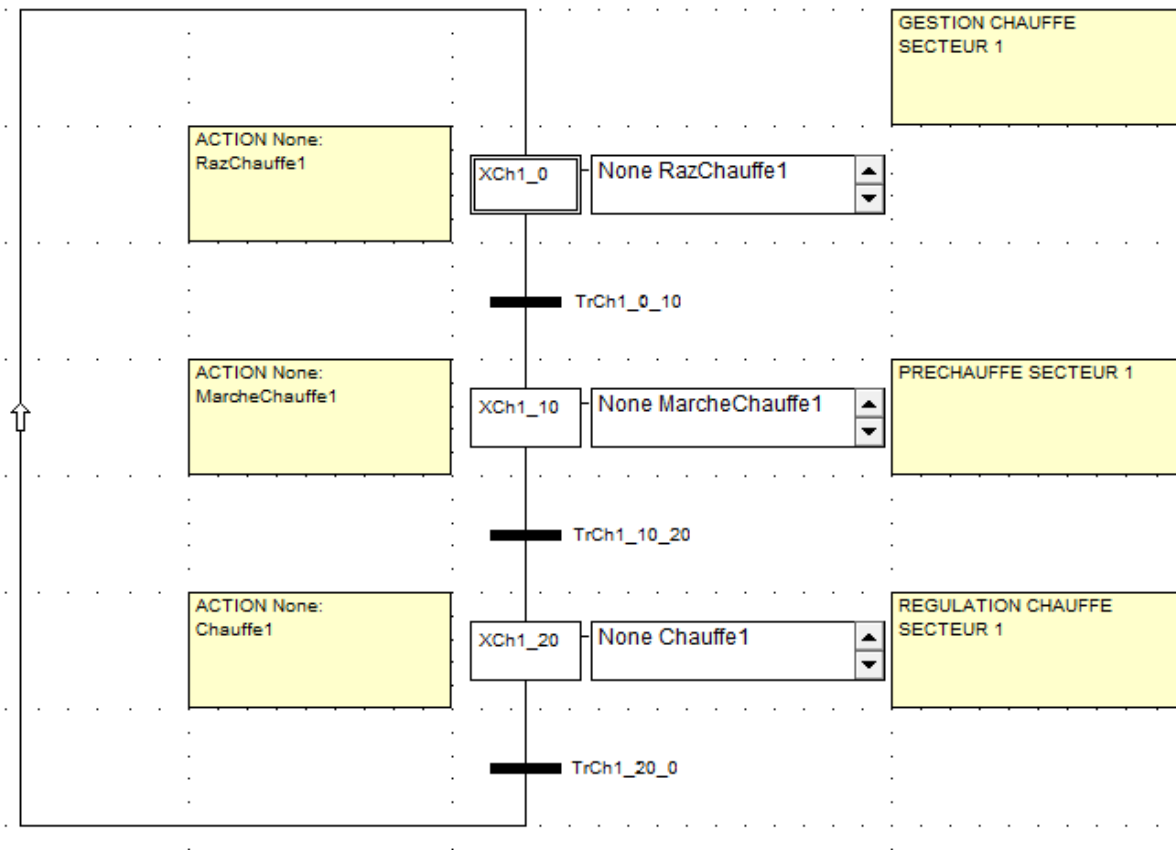 GESTION CHAUFFE
SECTEUR 1
ACTION None:
RazChauffe1
XCh1_0
None RazChauffe1
TrCh1_0_10
ACTION None:
MarcheChauffe1
XCh1_10
None MarcheChauffe1
PRECHAUFFE SECTEUR 1
TrCh1_10_20
ACTION None:
Chauffe1
XCh1_20
None Chauffe1
REGULATION CHAUFFE
SECTEUR 1
TrCh1_20_0